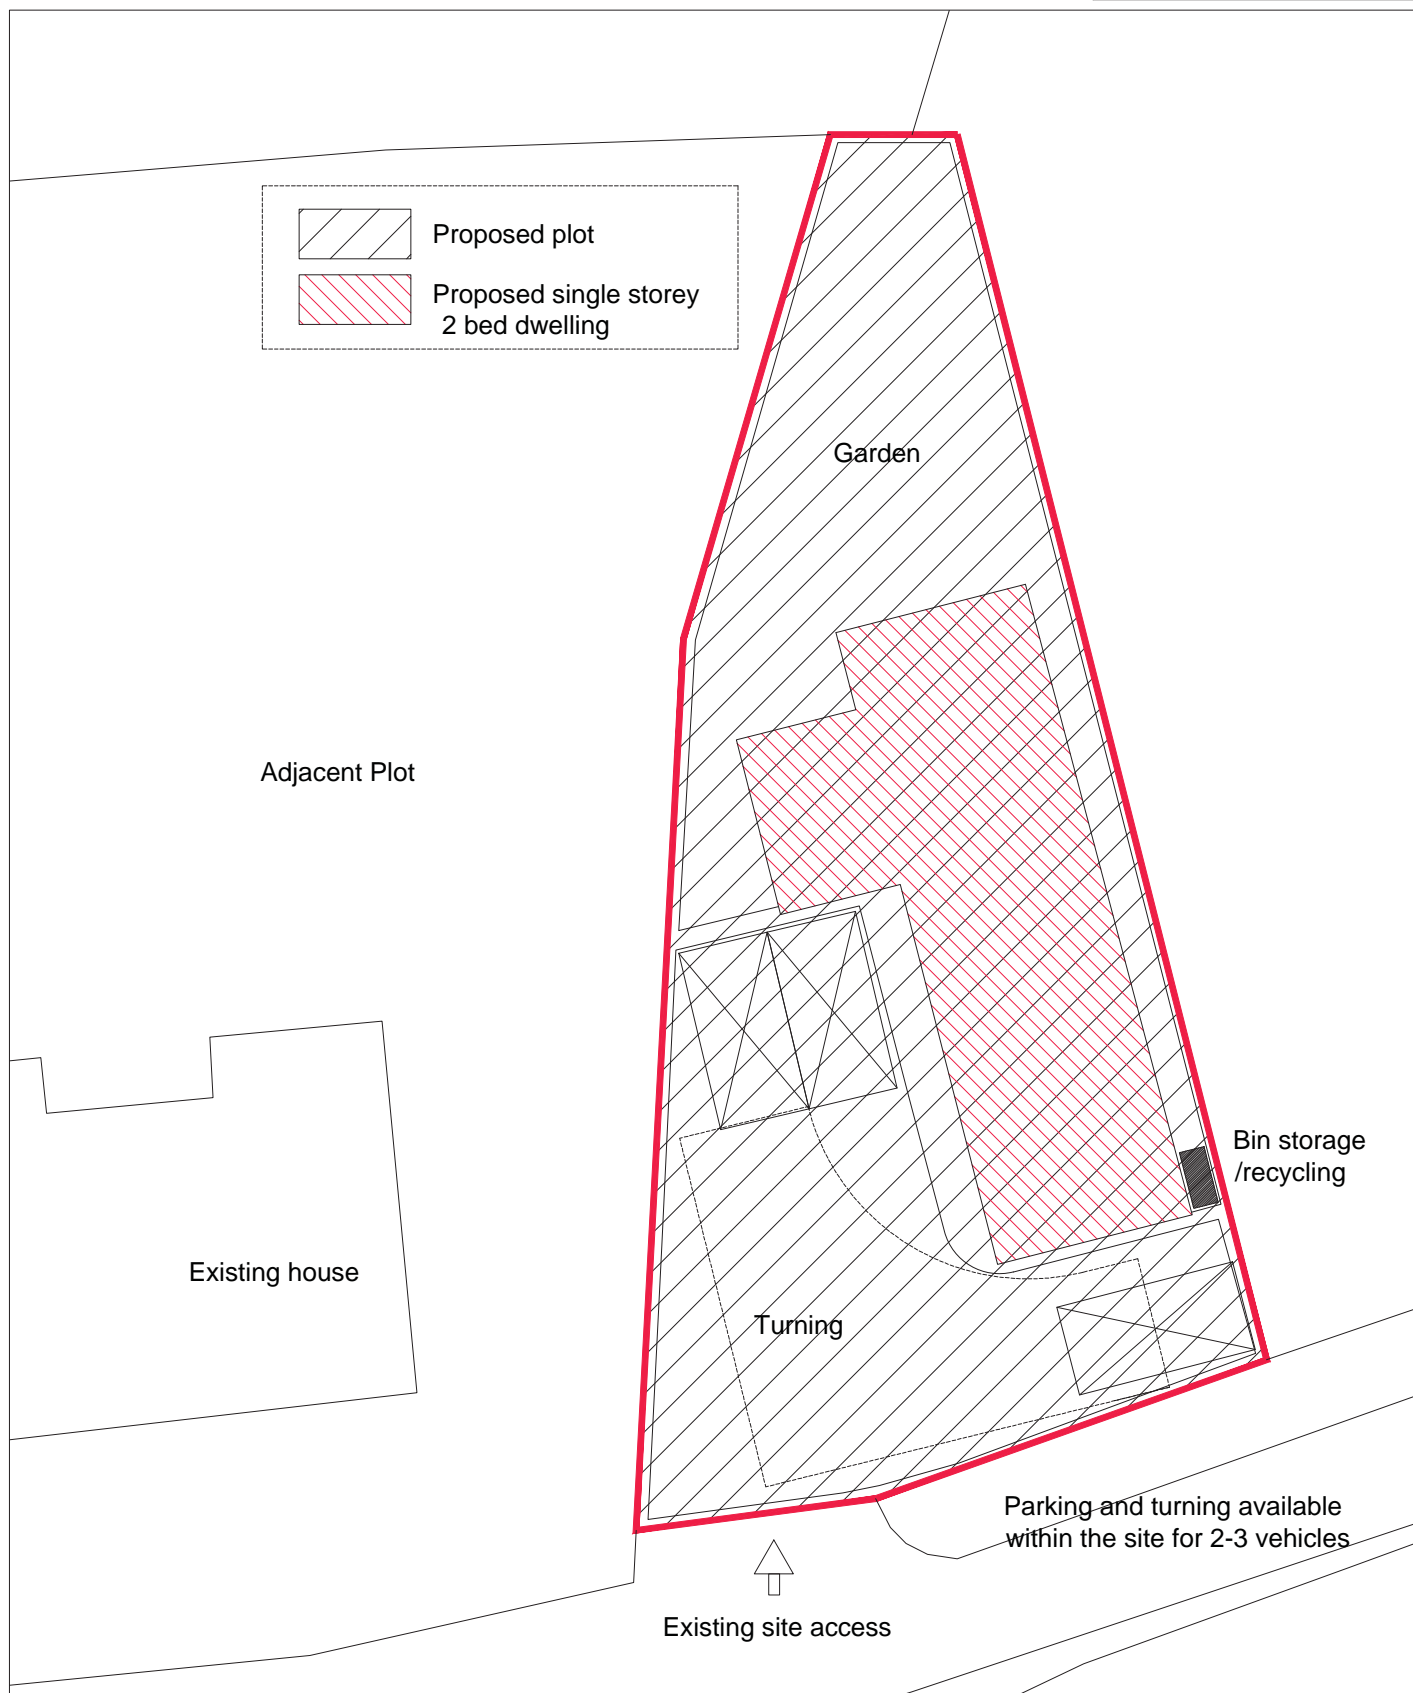 Proposed plot
Proposed single storey
2 bed dwelling
Garden
Adjacent Plot
Bin storage
/recycling
Existing house
Turning
Parking and turning available
within the site for 2-3 vehicles
Existing site access